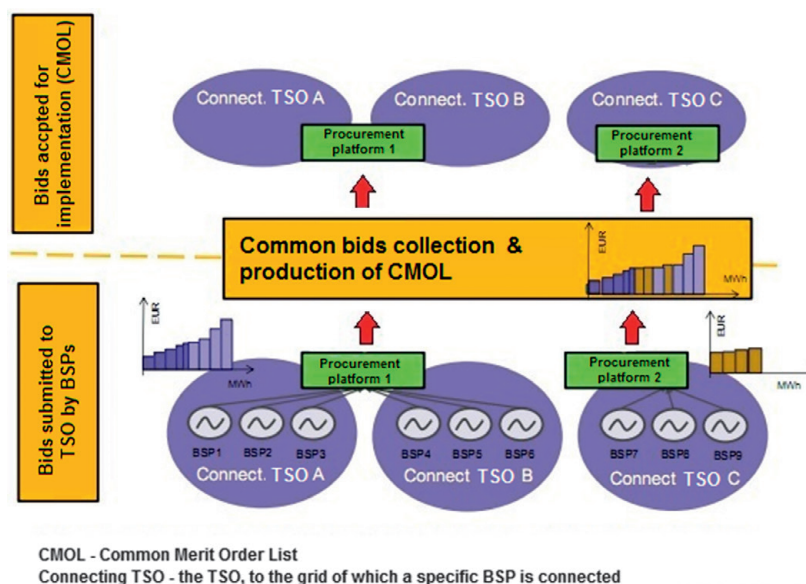 Bids accpted for
implementation (CMOL)
Connect. TSO A
Connect. TSO B
Connect. TSO C
Procurement
platform 1
Procurement
platform 2
Common bids collection &
production of CMOL
EUR
MWh
Bids submitted to
TSO by BSPs
EUR
MWh
Procurement
platform 1
Procurement
platform 2
EUR
MWh
BSP1
BSP2
BSP3
BSP4
BSP5
BSP6
BSP7
BSP8
BSP9
Connect. TSO A
Connect TSO B
Connect TSO C
CMOL - Common Merit Order List
Connecting TSO - the TSO, to the grid of which a specific BSP is connected